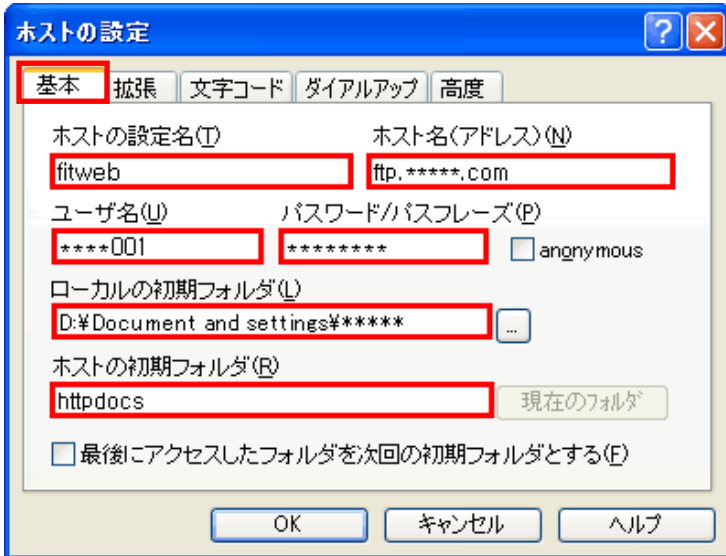 ホストの設定
基本 拡張 文字コード ダイアルアップ 高度
ホストの設定名(T) ホスト名(アドレス)(N)
fitweb ftp.*****.com
ユーザ名(U) パスワード/パスフレーズ(P)
****001 ******** anonymous
ローカルの初期フォルダ(L)
D:¥Document and settings¥***** ...
ホストの初期フォルダ(R)
httpdocs 現在のフォルダ
最後にアクセスしたフォルダを次回の初期フォルダとする(F)
OK キャンセル ヘルプ